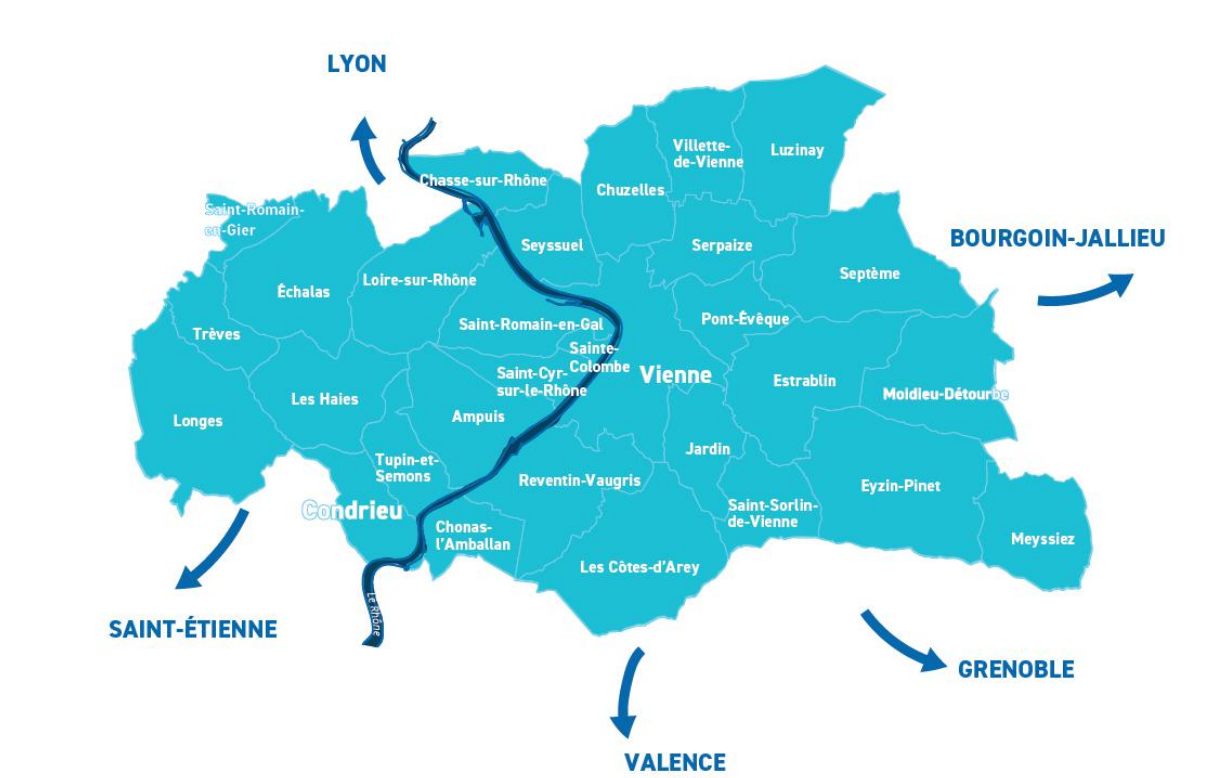 LYON
Villette-
de-Vienne
Luzinay
Chasse-sur-Rhône
Chuzelles
Saint-Romain-
en-Gier
Seyssuel
Serpaize
BOURGOIN-JALLIEU
Septème
Loire-sur-Rhône
Échalas
Saint-Romain-en-Gal
Pont-Évêque
Trèves
Sainte-
Colombe
Vienne
Saint-Cyr-
sur-le-Rhône
Estrablin
Moidieu-Détourbe
Les Haies
Ampuis
Longes
Jardin
Tupin-et-
Semons
Reventin-Vaugris
Eyzin-Pinet
Condrieu
Saint-Sorlin-
de-Vienne
Chonas-
l'Amballan
Meyssiez
Les Côtes-d'Arey
Le Rhône
SAINT-ÉTIENNE
GRENOBLE
VALENCE